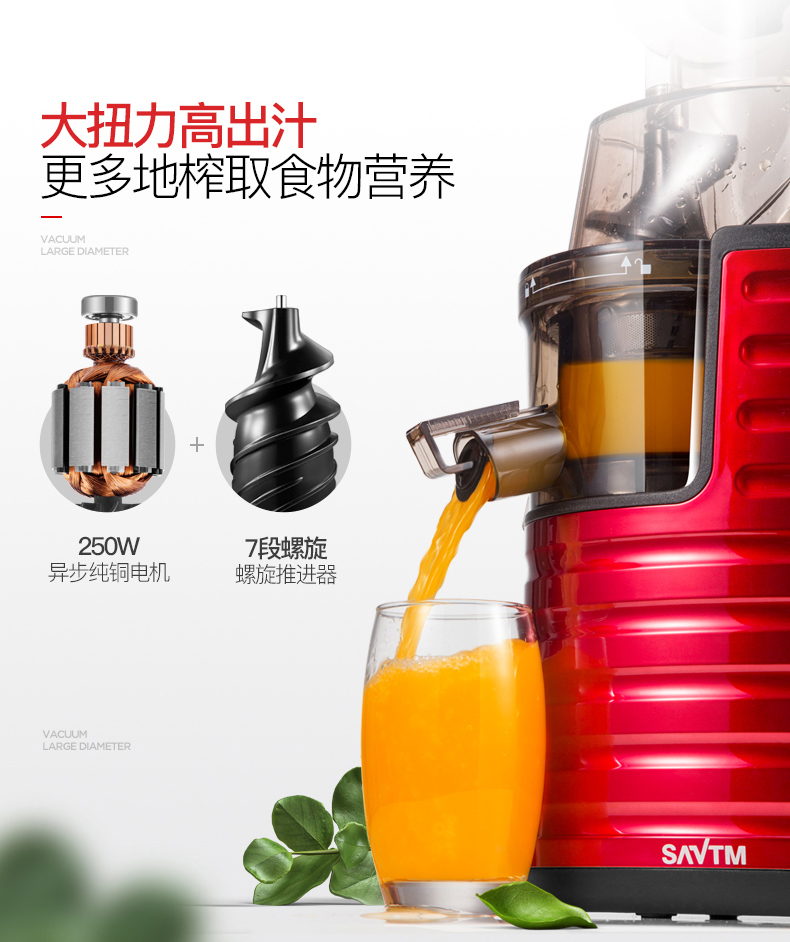 大扭力高出汁
更多地榨取食物营养
VACUUM
LARGE DIAMETER
250W
异步纯铜电机
+
7段螺旋
螺旋推进器
VACUUM
LARGE DIAMETER
SAVTM